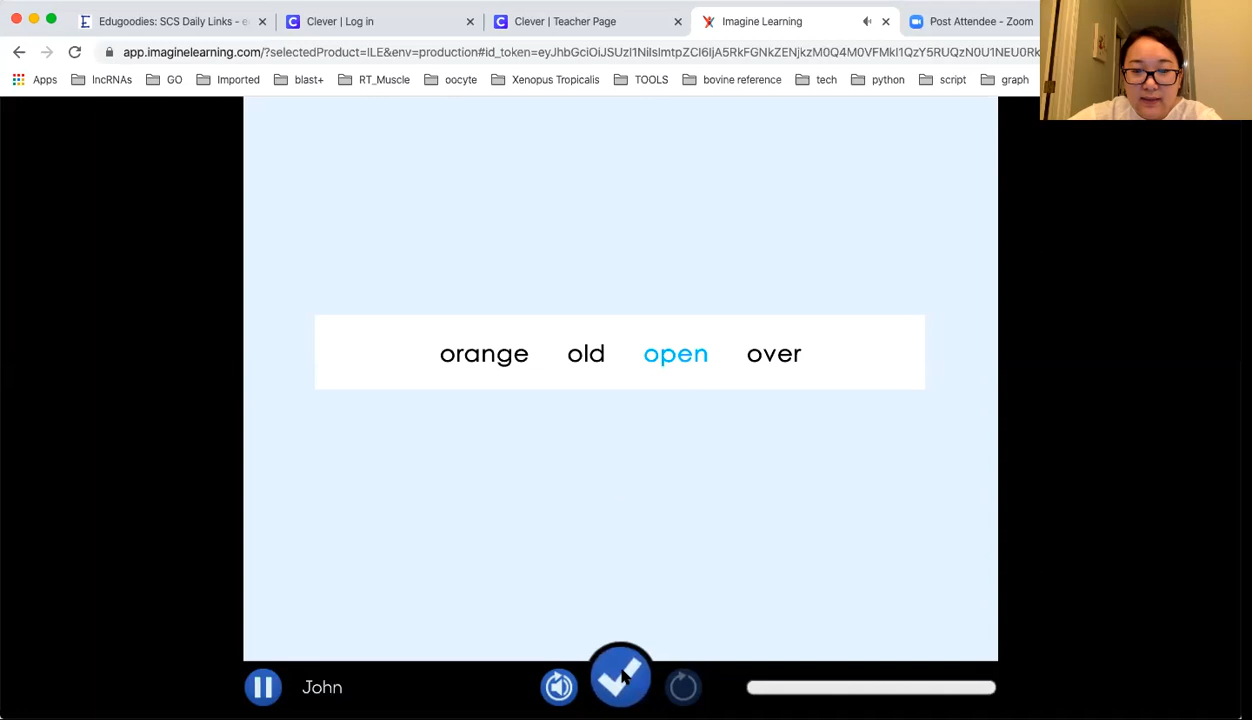 Edugoodies: SCS Daily Links - e
Clever | Log in
Clever | Teacher Page
Imagine Learning
Post Attendee - Zoom
app.imaginelearning.com/?selectedProduct=ILE&env=production#id_token=
Apps
lncRNAs
GO
Imported
blast+
RT_Muscle
oocyte
Xenopus Tropicalis
TOOLS
bovine reference
tech
python
script
graph
orange old open over
John